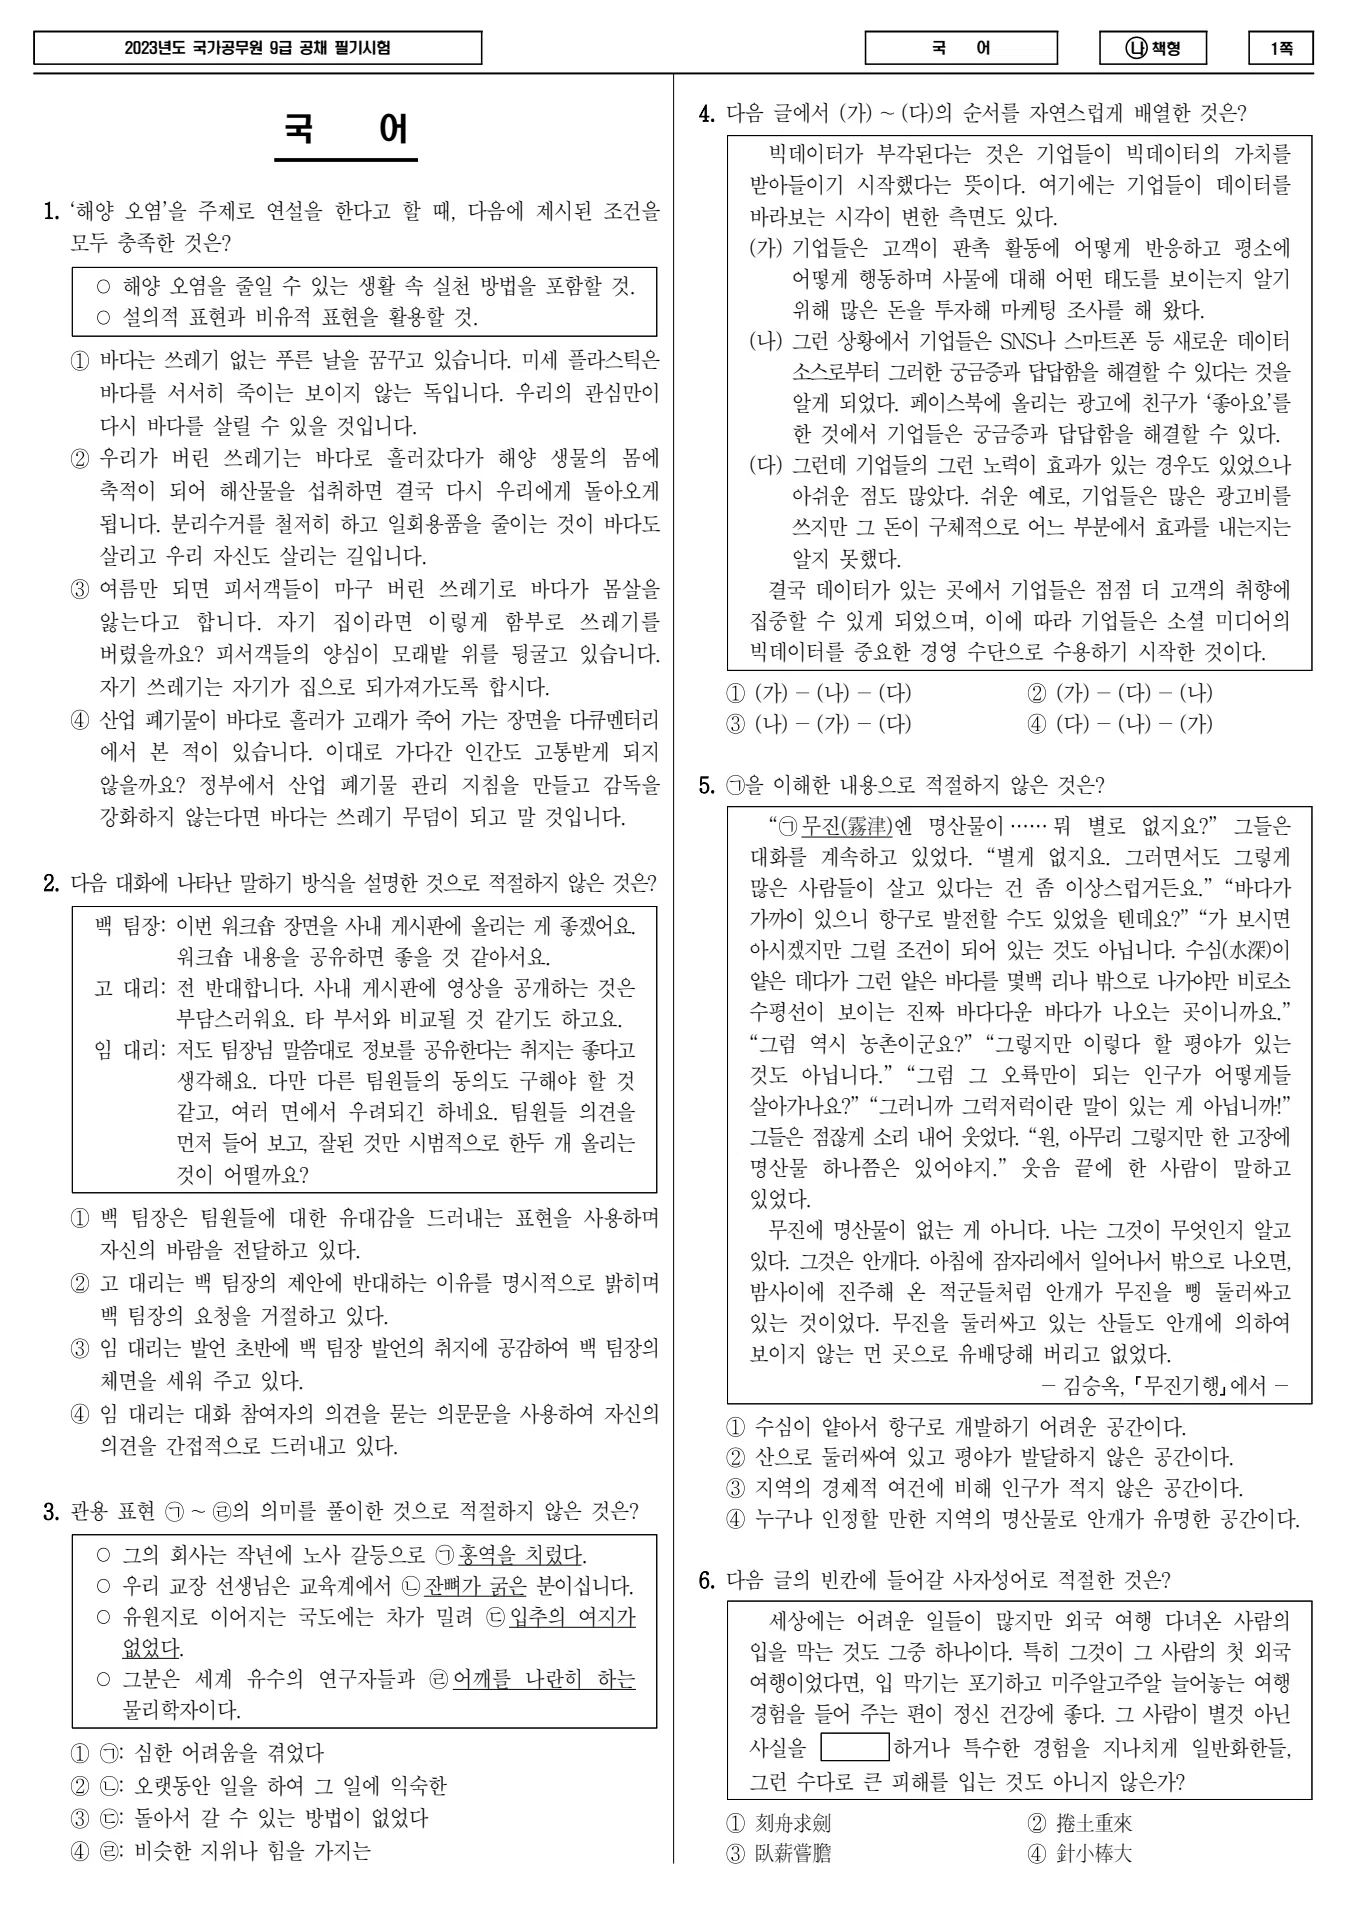 2023년도 국가공무원 9급 공채 필기시험
국 어
㉯ 책형
1쪽
국 어
1. ‘해양 오염’을 주제로 연설을 한다고 할 때, 다음에 제시된 조건을
모두 충족한 것은?
○ 해양 오염을 줄일 수 있는 생활 속 실천 방법을 포함할 것.
○ 설의적 표현과 비유적 표현을 활용할 것.
① 바다는 쓰레기 없는 푸른 날을 꿈꾸고 있습니다. 미세 플라스틱은
바다를 서서히 죽이는 보이지 않는 독입니다. 우리의 관심만이
다시 바다를 살릴 수 있을 것입니다.
② 우리가 버린 쓰레기는 바다로 흘러갔다가 해양 생물의 몸에
축적이 되어 해산물을 섭취하면 결국 다시 우리에게 돌아오게
됩니다. 분리수거를 철저히 하고 일회용품을 줄이는 것이 바다도
살리고 우리 자신도 살리는 길입니다.
③ 여름만 되면 피서객들이 마구 버린 쓰레기로 바다가 몸살을
앓는다고 합니다. 자기 집이라면 이렇게 함부로 쓰레기를
버렸을까요? 피서객들의 양심이 모래밭 위를 뒹굴고 있습니다.
자기 쓰레기는 자기가 집으로 되가져가도록 합시다.
④ 산업 폐기물이 바다로 흘러가 고래가 죽어 가는 장면을 다큐멘터리
에서 본 적이 있습니다. 이대로 가다간 인간도 고통받게 되지
않을까요? 정부에서 산업 폐기물 관리 지침을 만들고 감독을
강화하지 않는다면 바다는 쓰레기 무덤이 되고 말 것입니다.
2. 다음 대화에 나타난 말하기 방식을 설명한 것으로 적절하지 않은 것은?
백 팀장: 이번 워크숍 장면을 사내 게시판에 올리는 게 좋겠어요.
워크숍 내용을 공유하면 좋을 것 같아서요.
고 대리: 전 반대합니다. 사내 게시판에 영상을 공개하는 것은
부담스러워요. 타 부서와 비교될 것 같기도 하고요.
임 대리: 저도 팀장님 말씀대로 정보를 공유한다는 취지는 좋다고
생각해요. 다만 다른 팀원들의 동의도 구해야 할 것
같고, 여러 면에서 우려되긴 하네요. 팀원들 의견을
먼저 들어 보고, 잘된 것만 시범적으로 한두 개 올리는
것이 어떨까요?
① 백 팀장은 팀원들에 대한 유대감을 드러내는 표현을 사용하며
자신의 바람을 전달하고 있다.
② 고 대리는 백 팀장의 제안에 반대하는 이유를 명시적으로 밝히며
백 팀장의 요청을 거절하고 있다.
③ 임 대리는 발언 초반에 백 팀장 발언의 취지에 공감하여 백 팀장의
체면을 세워 주고 있다.
④ 임 대리는 대화 참여자의 의견을 묻는 의문문을 사용하여 자신의
의견을 간접적으로 드러내고 있다.
3. 관용 표현 ㉠ ~ ㉣의 의미를 풀이한 것으로 적절하지 않은 것은?
○ 그의 회사는 작년에 노사 갈등으로 ㉠홍역을 치렀다.
○ 우리 교장 선생님은 교육계에서 ㉡잔뼈가 굵은 분이십니다.
○ 유원지로 이어지는 국도에는 차가 밀려 ㉢입추의 여지가
없었다.
○ 그분은 세계 유수의 연구자들과 ㉣어깨를 나란히 하는
물리학자이다.
① ㉠: 심한 어려움을 겪었다
② ㉡: 오랫동안 일을 하여 그 일에 익숙한
③ ㉢: 돌아서 갈 수 있는 방법이 없었다
④ ㉣: 비슷한 지위나 힘을 가지는
4. 다음 글에서 (가) ~ (다)의 순서를 자연스럽게 배열한 것은?
빅데이터가 부각된다는 것은 기업들이 빅데이터의 가치를
받아들이기 시작했다는 뜻이다. 여기에는 기업들이 데이터를
바라보는 시각이 변한 측면도 있다.
(가) 기업들은 고객이 판촉 활동에 어떻게 반응하고 평소에
어떻게 행동하며 사물에 대해 어떤 태도를 보이는지 알기
위해 많은 돈을 투자해 마케팅 조사를 해 왔다.
(나) 그런 상황에서 기업들은 SNS나 스마트폰 등 새로운 데이터
소스로부터 그러한 궁금증과 답답함을 해결할 수 있다는 것을
알게 되었다. 페이스북에 올리는 광고에 친구가 ‘좋아요’를
한 것에서 기업들은 궁금증과 답답함을 해결할 수 있다.
(다) 그런데 기업들의 그런 노력이 효과가 있는 경우도 있었으나
아쉬운 점도 많았다. 쉬운 예로, 기업들은 많은 광고비를
쓰지만 그 돈이 구체적으로 어느 부분에서 효과를 내는지는
알지 못했다.
결국 데이터가 있는 곳에서 기업들은 점점 더 고객의 취향에
집중할 수 있게 되었으며, 이에 따라 기업들은 소셜 미디어의
빅데이터를 중요한 경영 수단으로 수용하기 시작한 것이다.
① (가) − (나) − (다) ② (가) − (다) − (나)
③ (나) − (가) − (다) ④ (다) − (나) − (가)
5. ㉠을 이해한 내용으로 적절하지 않은 것은?
“㉠무진(霧津)엔 명산물이 …… 뭐 별로 없지요?” 그들은
대화를 계속하고 있었다. “별게 없지요. 그러면서도 그렇게
많은 사람들이 살고 있다는 건 좀 이상스럽거든요.” “바다가
가까이 있으니 항구로 발전할 수도 있었을 텐데요?” “가 보시면
아시겠지만 그럴 조건이 되어 있는 것도 아닙니다. 수심(水深)이
얕은 데다가 그런 얕은 바다를 몇백 리나 밖으로 나가야만 비로소
수평선이 보이는 진짜 바다다운 바다가 나오는 곳이니까요.”
“그럼 역시 농촌이군요?” “그렇지만 이렇다 할 평야가 있는
것도 아닙니다.” “그럼 그 오륙만이 되는 인구가 어떻게들
살아가나요?” “그러니까 그럭저럭이란 말이 있는 게 아닙니까!”
그들은 점잖게 소리 내어 웃었다. “원, 아무리 그렇지만 한 고장에
명산물 하나쯤은 있어야지.” 웃음 끝에 한 사람이 말하고
있었다.
무진에 명산물이 없는 게 아니다. 나는 그것이 무엇인지 알고
있다. 그것은 안개다. 아침에 잠자리에서 일어나서 밖으로 나오면,
밤사이에 진주해 온 적군들처럼 안개가 무진을 삥 둘러싸고
있는 것이었다. 무진을 둘러싸고 있는 산들도 안개에 의하여
보이지 않는 먼 곳으로 유배당해 버리고 없었다.
− 김승옥, ｢무진기행｣에서 −
① 수심이 얕아서 항구로 개발하기 어려운 공간이다.
② 산으로 둘러싸여 있고 평야가 발달하지 않은 공간이다.
③ 지역의 경제적 여건에 비해 인구가 적지 않은 공간이다.
④ 누구나 인정할 만한 지역의 명산물로 안개가 유명한 공간이다.
6. 다음 글의 빈칸에 들어갈 사자성어로 적절한 것은?
세상에는 어려운 일들이 많지만 외국 여행 다녀온 사람의
입을 막는 것도 그중 하나이다. 특히 그것이 그 사람의 첫 외국
여행이었다면, 입 막기는 포기하고 미주알고주알 늘어놓는 여행
경험을 들어 주는 편이 정신 건강에 좋다. 그 사람이 별것 아닌
사실을 하거나 특수한 경험을 지나치게 일반화한들,
그런 수다로 큰 피해를 입는 것도 아니지 않은가?
① 刻舟求劍 ② 捲土重來
③ 臥薪嘗膽 ④ 針小棒大